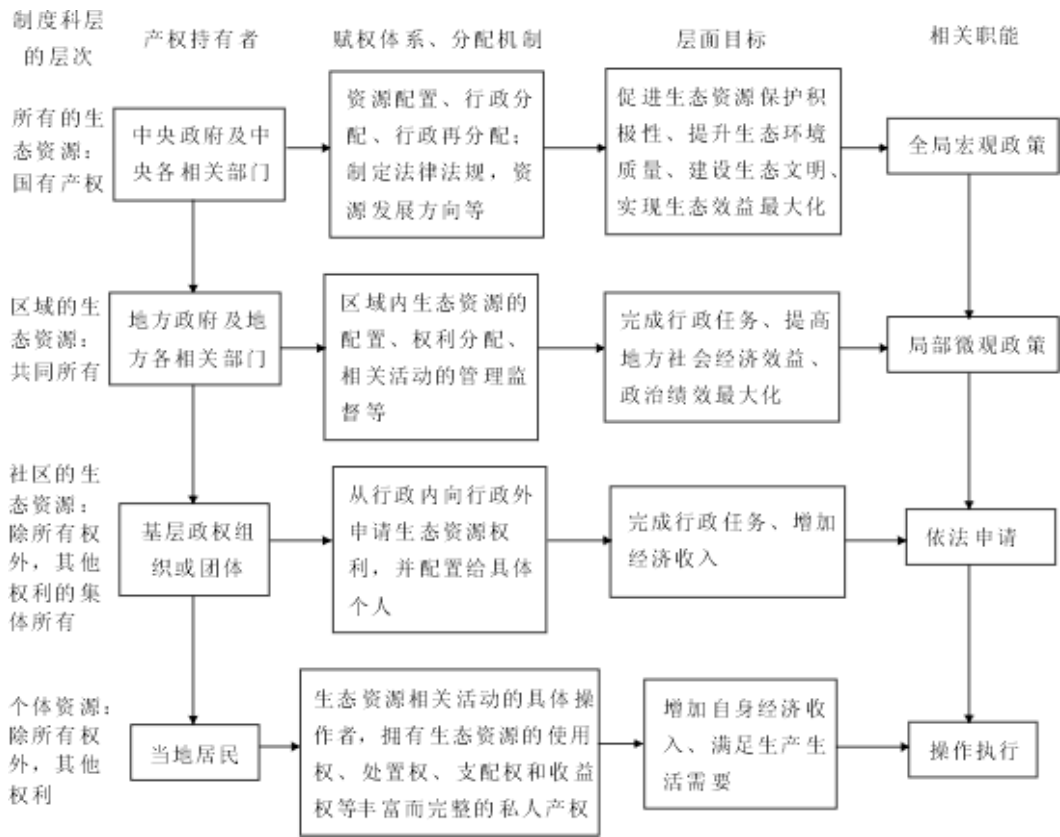 制度科层
的层次
产权持有者
赋权体系、分配机制
层面目标
相关职能
所有的生
态资源：
国有产权
中央政府及中
央各相关部门
资源配置、行政分
配、行政再分配；
制定法律法规，资
源发展方向等
促进生态资源保护积
极性、提升生态环境
质量、建设生态文明、
实现生态效益最大化
全局宏观政策
区域的生
态资源：
共同所有
地方政府及地
方各相关部门
区域内生态资源的
配置、权利分配、
相关活动的管理监
督等
完成行政任务、提高
地方社会经济效益、
政治绩效最大化
局部微观政策
社区的生
态资源：
除所有权
外，其他
权利的集
体所有
基层政权组
织或团体
从行政内向行政外
申请生态资源权
利，并配置给具体
个人
完成行政任务、增加
经济收入
依法申请
个体资源：
除所有权
外，其他
权利
当地居民
生态资源相关活动的具体操
作者，拥有生态资源的使用
权、处置权、支配权和收益
权等丰富而完整的私人产权
增加自身经济收
入、满足生产生
活需要
操作执行